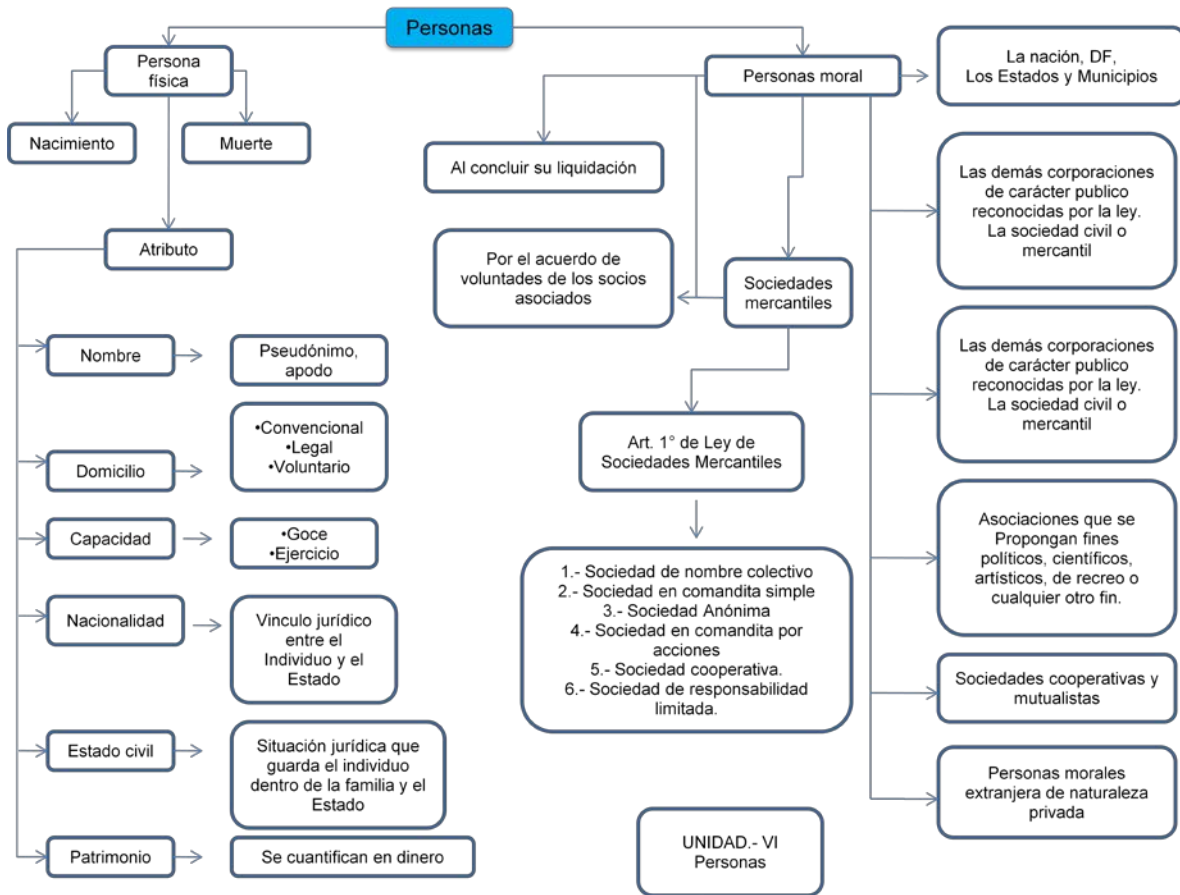 Personas
Persona
física
Nacimiento
Muerte
Atributo
Nombre
Pseudónimo,
apodo
Domicilio
•Convencional
•Legal
•Voluntario
Capacidad
•Goce
•Ejercicio
Nacionalidad
Vinculo jurídico
entre el
Individuo y el
Estado
Estado civil
Situación jurídica que
guarda el individuo
dentro de la familia y el
Estado
Patrimonio
Se cuantifican en dinero
Personas moral
Al concluir su liquidación
Por el acuerdo de
voluntades de los socios
asociados
Sociedades
mercantiles
Art. 1° de Ley de
Sociedades Mercantiles
1.- Sociedad de nombre colectivo
2.- Sociedad en comandita simple
3.- Sociedad Anónima
4.- Sociedad en comandita por
acciones
5.- Sociedad cooperativa.
6.- Sociedad de responsabilidad
limitada.
La nación, DF,
Los Estados y Municipios
Las demás corporaciones
de carácter publico
reconocidas por la ley.
La sociedad civil o
mercantil
Las demás corporaciones
de carácter publico
reconocidas por la ley.
La sociedad civil o
mercantil
Asociaciones que se
Propongan fines
políticos, científicos,
artísticos, de recreo o
cualquier otro fin.
Sociedades cooperativas y
mutualistas
Personas morales
extranjera de naturaleza
privada
UNIDAD.- VI
Personas